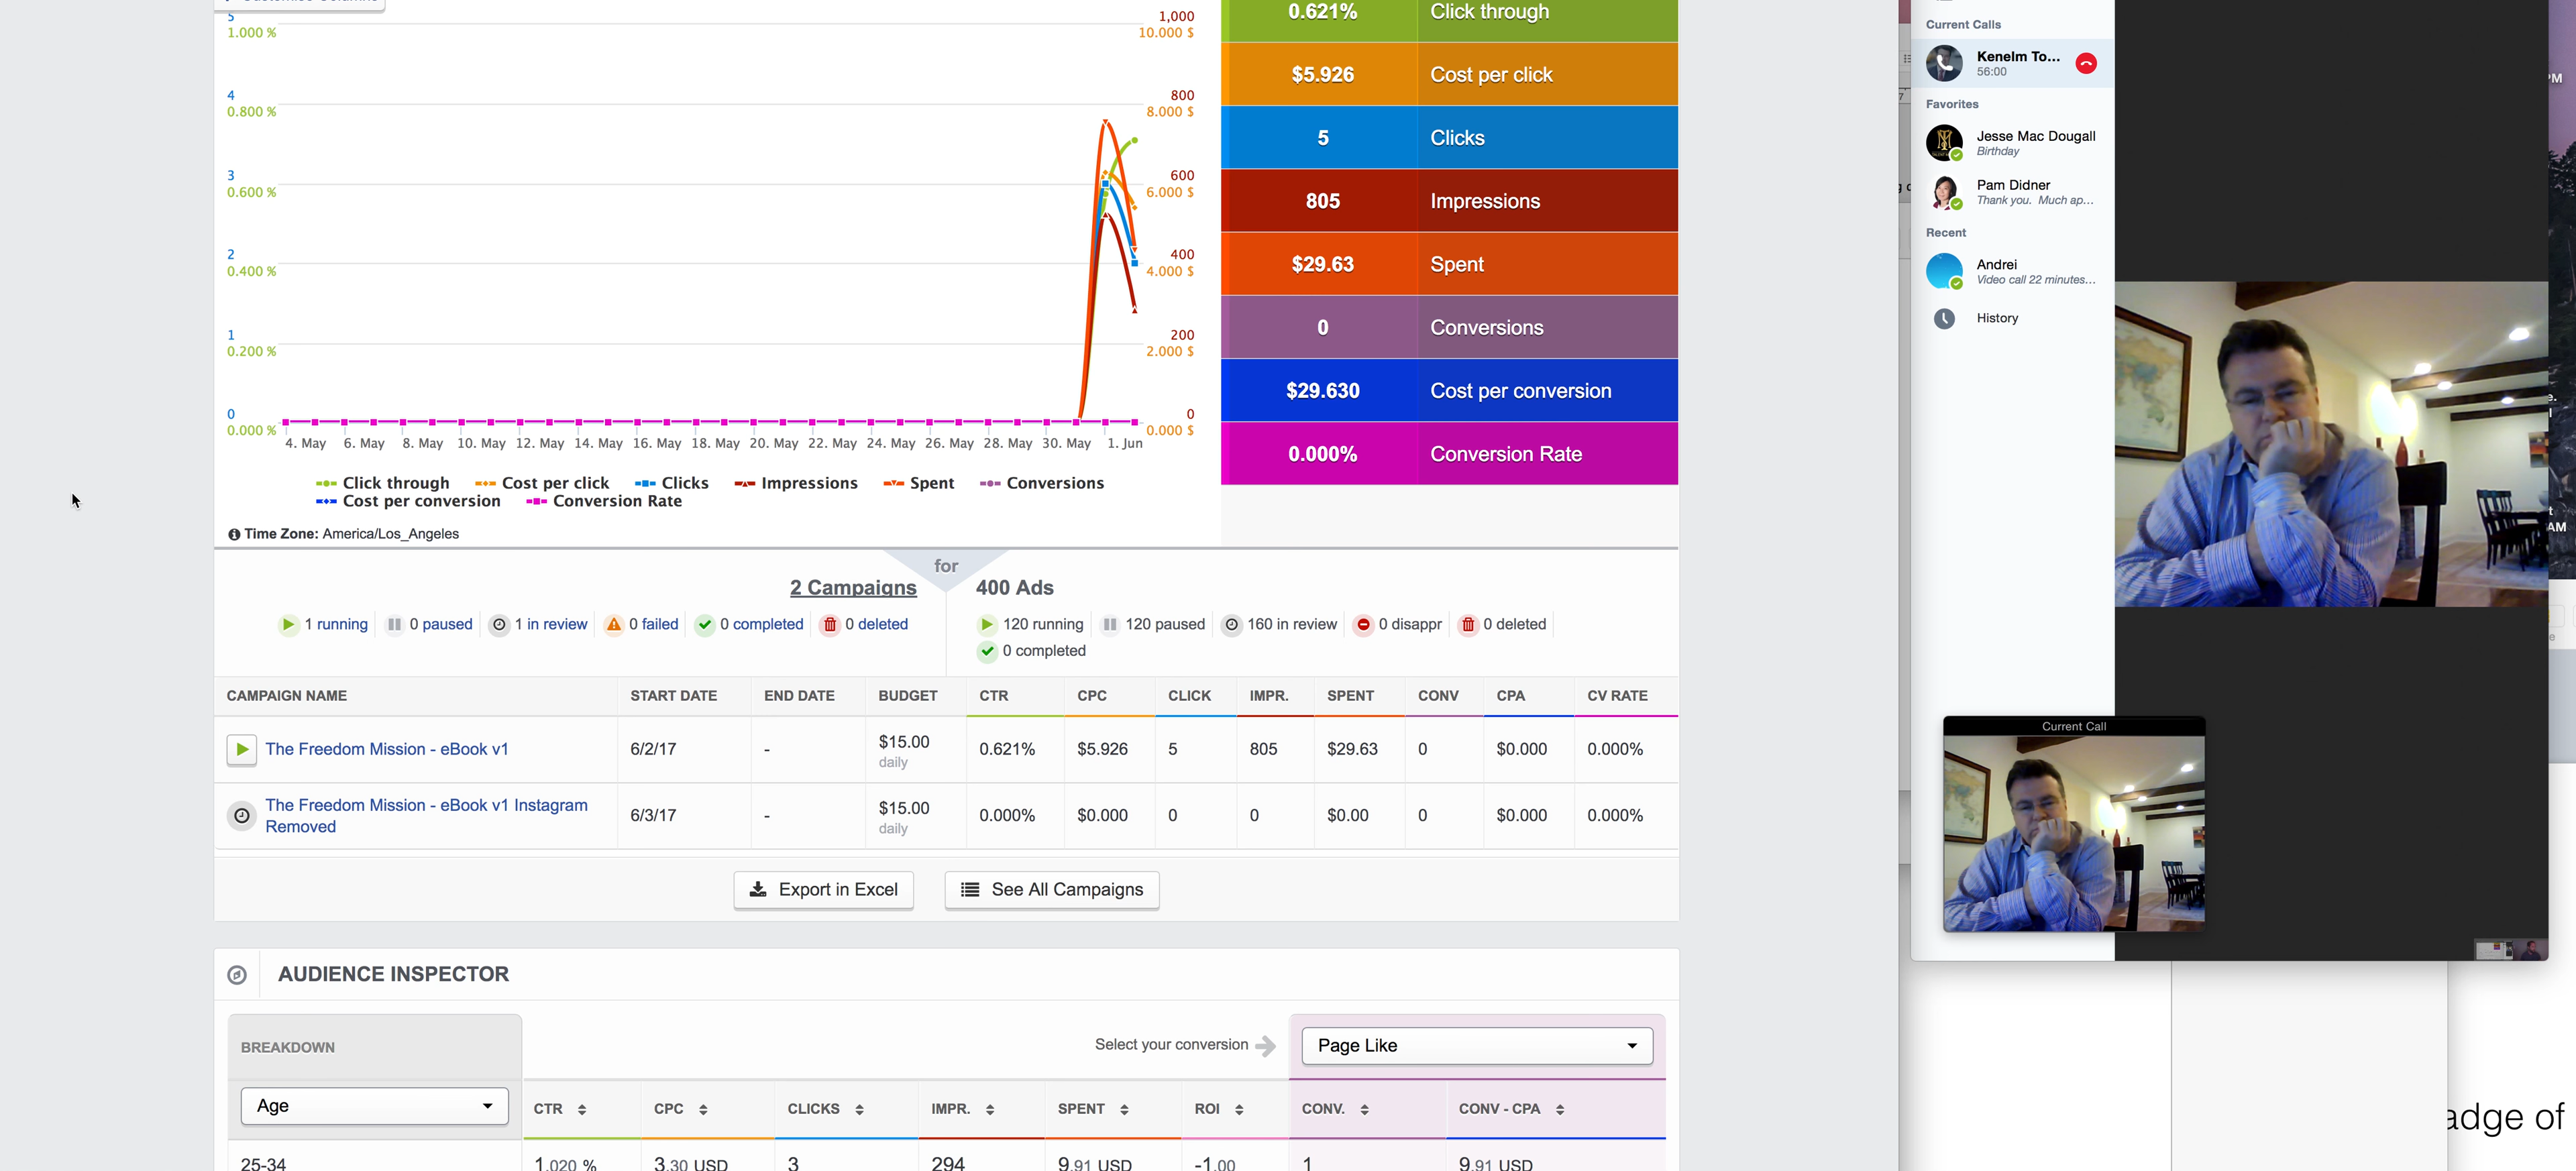 5
1.000 %
1,000
10.000 $
4
0.800 %
800
8.000 $
3
0.600 %
600
6.000 $
2
0.400 %
400
4.000 $
1
0.200 %
200
2.000 $
0
0.000 %
0
0.000 $
4. May 6. May 8. May 10. May 12. May 14. May 16. May 18. May 20. May 22. May 24. May 26. May 28. May 30. May 1. Jun
Click through Cost per click Clicks Impressions Spent Conversions
Cost per conversion Conversion Rate
Time Zone: America/Los_Angeles
0.621% Click through
$5.926 Cost per click
5 Clicks
805 Impressions
$29.63 Spent
0 Conversions
$29.630 Cost per conversion
0.000% Conversion Rate
for
2 Campaigns 400 Ads
1 running 0 paused 1 in review 0 failed 0 completed 0 deleted
120 running 120 paused 160 in review 0 disappr 0 deleted
0 completed
CAMPAIGN NAME START DATE END DATE BUDGET CTR CPC CLICK IMPR. SPENT CONV CPA CV RATE
The Freedom Mission - eBook v1 6/2/17 - $15.00 0.621% $5.926 5 805 $29.63 0 $0.000 0.000%
daily
The Freedom Mission - eBook v1 Instagram
Removed 6/3/17 - $15.00 0.000% $0.000 0 0 $0.00 0 $0.000 0.000%
daily
Export in Excel See All Campaigns
AUDIENCE INSPECTOR
BREAKDOWN
Select your conversion
Page Like
Age
CTR CPC CLICKS IMPR. SPENT ROI CONV. CONV - CPA
25-34 1.020 % 3.30 USD 3 294 9.91 USD -1.00 1 9.91 USD
Current Calls
Kenelm To...
56:00
Favorites
Jesse Mac Dougall
Birthday
Pam Didner
Thank you. Much ap...
Recent
Andrei
Video call 22 minutes...
History
Current Call
PM
AM
adge of